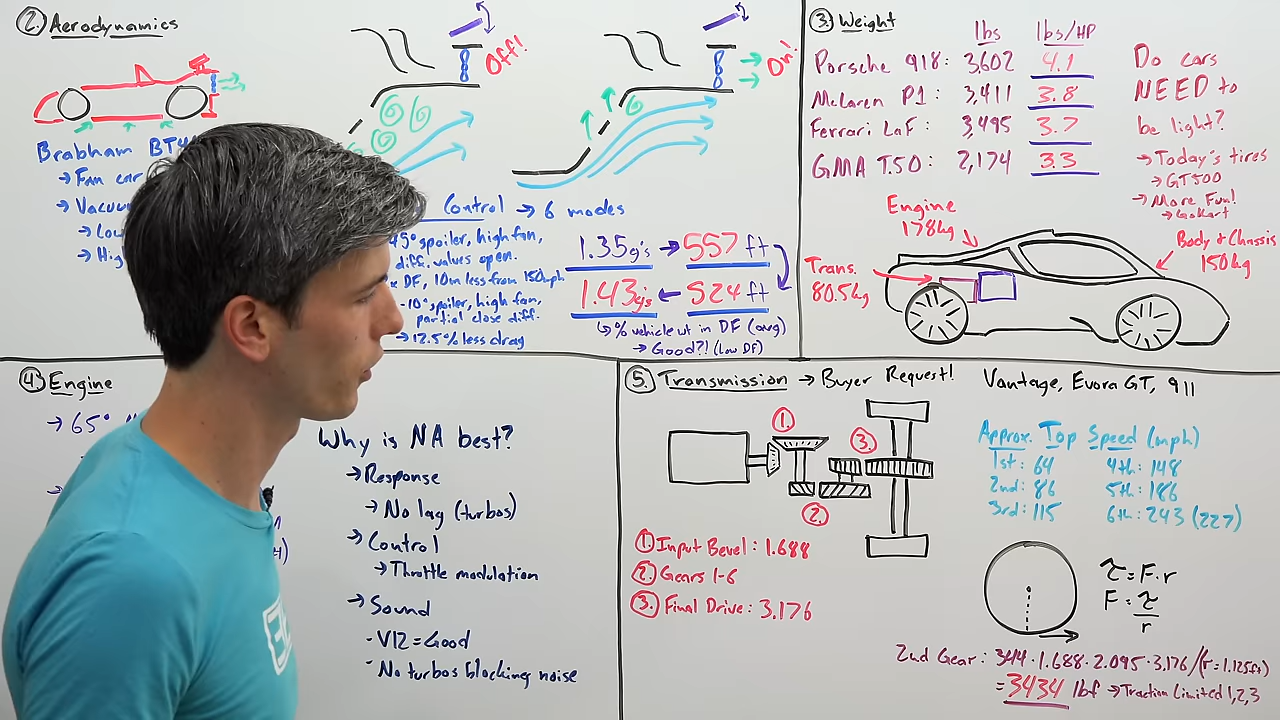 2. Aerodynamics
Brabham
→ Fan car
→ Vacuu
→ Low
→ Hig
Off!
On!
Control → 6 modes
45° spoiler, high fan,
diff. valves open.
DF, 10m less from 150mph
-10° spoiler, high fan,
partial close diff.
→ 12.5% less drag
1.35g's → 557 ft
1.43g's ← 524 ft
↳ % vehicle wt in DF (avg)
→ Good?! (Low DF)
3. Weight
lbs lbs/HP
Porsche 918: 3,602 4.1
McLaren P1: 3,411 3.8
Ferrari LaF: 3,495 3.7
GMA T.50: 2,174 3.3
Do cars
NEED to
be light?
→ Today's tires
→ GT500
→ More Fun!
→ GoKart
Engine
178kg
Trans.
80.5kg
Body & Chassis
150kg
4. Engine
→ 65°
Why is NA best?
→ Response
→ No lag (turbos)
→ Control
→ Throttle modulation
→ Sound
- V12 = Good
- No turbos blocking noise
5. Transmission → Buyer Request!
Vantage, Evora GT, 911
1.
2.
3.
1. Input Bevel: 1.688
2. Gears 1-6
3. Final Drive: 3.176
Approx. Top Speed (mph)
1st: 64 4th: 148
2nd: 86 5th: 186
3rd: 115 6th: 243 (227)
τ = F·r
F = τ/r
2nd Gear: 344·1.688·2.095·3.176/(r=1.125ft)
= 3434 lbf → Traction Limited 1,2,3